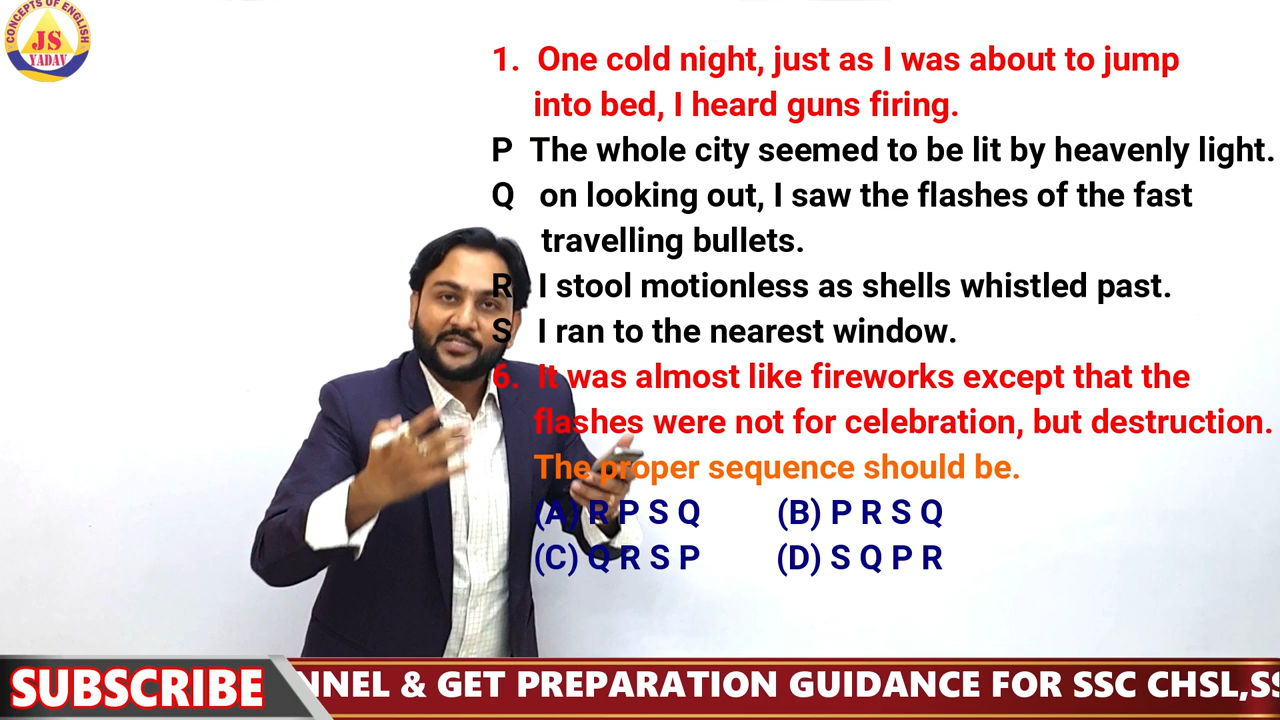 CONCEPTS OF ENGLISH
JS
YADAV
1. One cold night, just as I was about to jump
into bed, I heard guns firing.
P The whole city seemed to be lit by heavenly light.
Q on looking out, I saw the flashes of the fast
travelling bullets.
R I stool motionless as shells whistled past.
S I ran to the nearest window.
6. It was almost like fireworks except that the
flashes were not for celebration, but destruction.
The proper sequence should be.
(A) R P S Q (B) P R S Q
(C) Q R S P (D) S Q P R
SUBSCRIBE
NNEL & GET PREPARATION GUIDANCE FOR SSC CHSL,SS